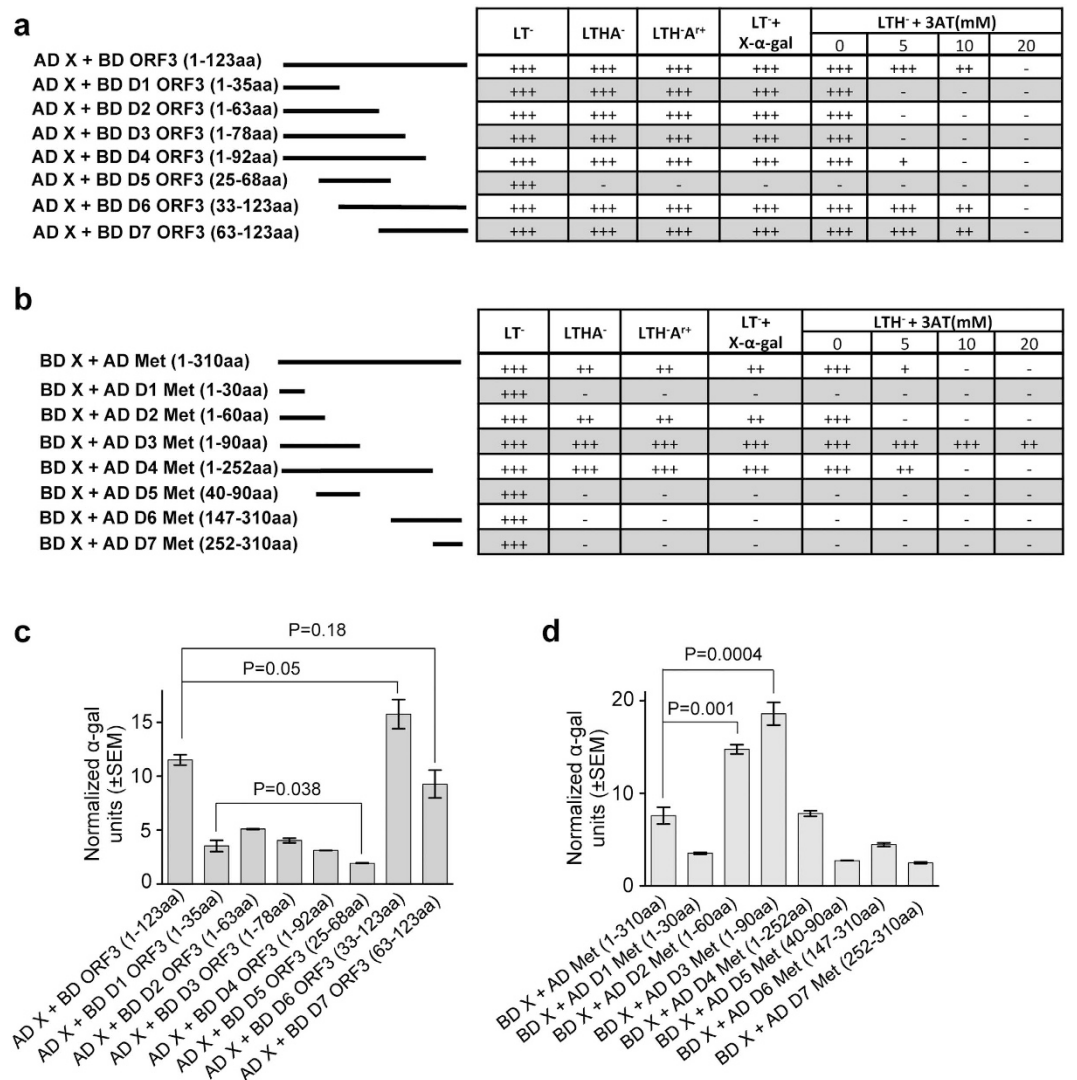 a
LT- LTHA- LTH-Ar+ LT-+ X-α-gal LTH- + 3AT(mM)
0 5 10 20
AD X + BD ORF3 (1-123aa) +++ +++ +++ +++ +++ +++ ++ -
AD X + BD D1 ORF3 (1-35aa) +++ +++ +++ +++ +++ - - -
AD X + BD D2 ORF3 (1-63aa) +++ +++ +++ +++ +++ - - -
AD X + BD D3 ORF3 (1-78aa) +++ +++ +++ +++ +++ - - -
AD X + BD D4 ORF3 (1-92aa) +++ +++ +++ +++ +++ + - -
AD X + BD D5 ORF3 (25-68aa) +++ - - - - - - -
AD X + BD D6 ORF3 (33-123aa) +++ +++ +++ +++ +++ +++ ++ -
AD X + BD D7 ORF3 (63-123aa) +++ +++ +++ +++ +++ +++ ++ -
b
LT- LTHA- LTH-Ar+ LT-+ X-α-gal LTH- + 3AT(mM)
0 5 10 20
BD X + AD Met (1-310aa) +++ ++ ++ ++ +++ + - -
BD X + AD D1 Met (1-30aa) +++ - - - - - - -
BD X + AD D2 Met (1-60aa) +++ ++ ++ ++ +++ - - -
BD X + AD D3 Met (1-90aa) +++ +++ +++ +++ +++ +++ +++ ++
BD X + AD D4 Met (1-252aa) +++ +++ +++ +++ +++ ++ - -
BD X + AD D5 Met (40-90aa) +++ - - - - - - -
BD X + AD D6 Met (147-310aa) +++ - - - - - - -
BD X + AD D7 Met (252-310aa) +++ - - - - - - -
c
P=0.18
P=0.05
P=0.038
Normalized α-gal
units (±SEM)
15
10
5
0
AD X + BD ORF3 (1-123aa)
AD X + BD D1 ORF3 (1-35aa)
AD X + BD D2 ORF3 (1-63aa)
AD X + BD D3 ORF3 (1-78aa)
AD X + BD D4 ORF3 (1-92aa)
AD X + BD D5 ORF3 (25-68aa)
AD X + BD D6 ORF3 (33-123aa)
AD X + BD D7 ORF3 (63-123aa)
d
P=0.0004
P=0.001
Normalized α-gal
units (±SEM)
20
10
0
BD X + AD Met (1-310aa)
BD X + AD D1 Met (1-30aa)
BD X + AD D2 Met (1-60aa)
BD X + AD D3 Met (1-90aa)
BD X + AD D4 Met (1-252aa)
BD X + AD D5 Met (40-90aa)
BD X + AD D6 Met (147-310aa)
BD X + AD D7 Met (252-310aa)